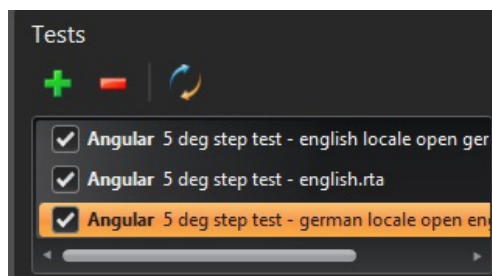 Tests
Angular 5 deg step test - english locale open ger
Angular 5 deg step test - english.rta
Angular 5 deg step test - german locale open en